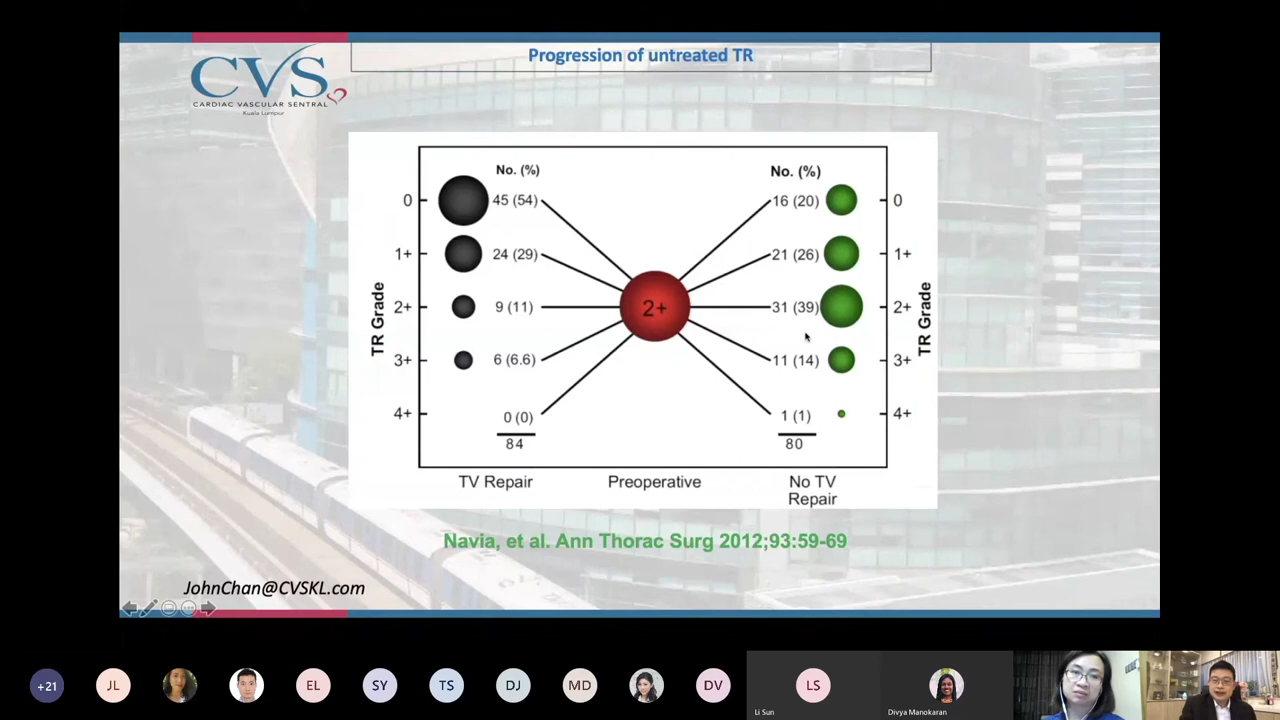 Progression of untreated TR
CVS
CARDIAC VASCULAR SENTRAL
Kuala Lumpur
No. (%)
No. (%)
0
45 (54)
16 (20)
0
1+
24 (29)
21 (26)
1+
2+
9 (11)
2+
31 (39)
2+
3+
6 (6.6)
11 (14)
3+
4+
0 (0)
1 (1)
4+
84
80
TR Grade
TR Grade
TV Repair
Preoperative
No TV
Repair
Navia, et al. Ann Thorac Surg 2012;93:59-69
JohnChan@CVSKL.com
+21
JL
EL
SY
TS
DJ
MD
DV
LS
Li Sun
Divya Manokaran